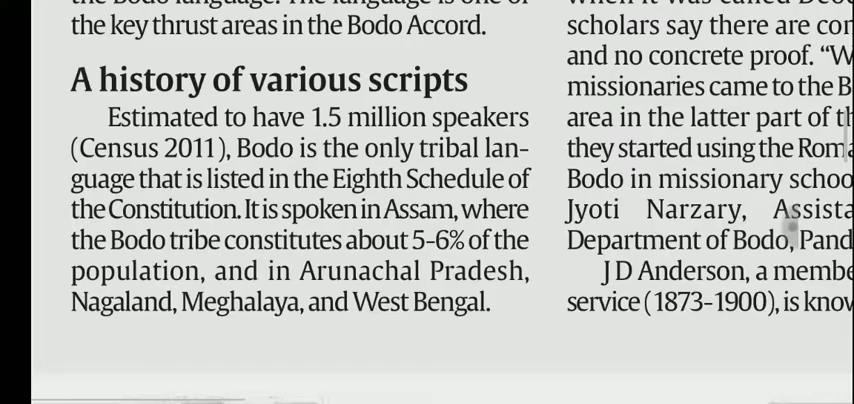 the Bodo language. The language is one of
the key thrust areas in the Bodo Accord.
A history of various scripts
Estimated to have 1.5 million speakers
(Census 2011), Bodo is the only tribal lan-
guage that is listed in the Eighth Schedule of
the Constitution. It is spoken in Assam, where
the Bodo tribe constitutes about 5-6% of the
population, and in Arunachal Pradesh,
Nagaland, Meghalaya, and West Bengal.
when it was called
scholars say there are
and no concrete proof. “
missionaries came to the
area in the latter part of
they started using the
Bodo in missionary
Jyoti Narzary,
Department of Bodo,
J D Anderson, a
service (1873-1900), is